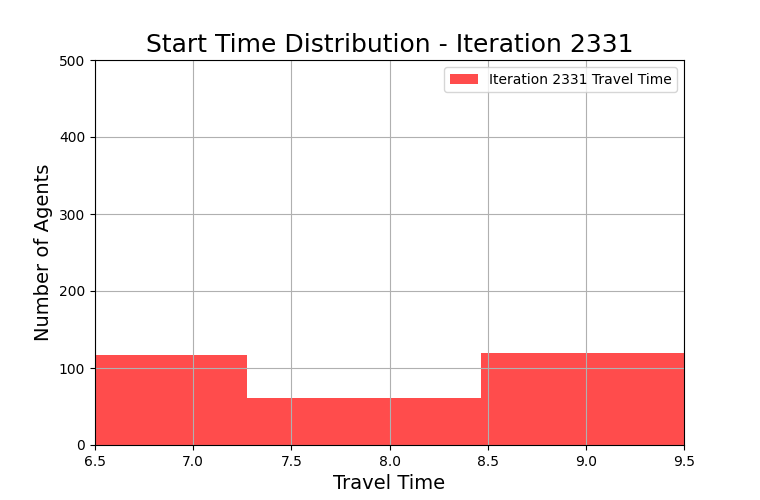 Start Time Distribution - Iteration 2331
Iteration 2331 Travel Time
Number of Agents
500
400
300
200
100
0
6.5 7.0 7.5 8.0 8.5 9.0 9.5
Travel Time